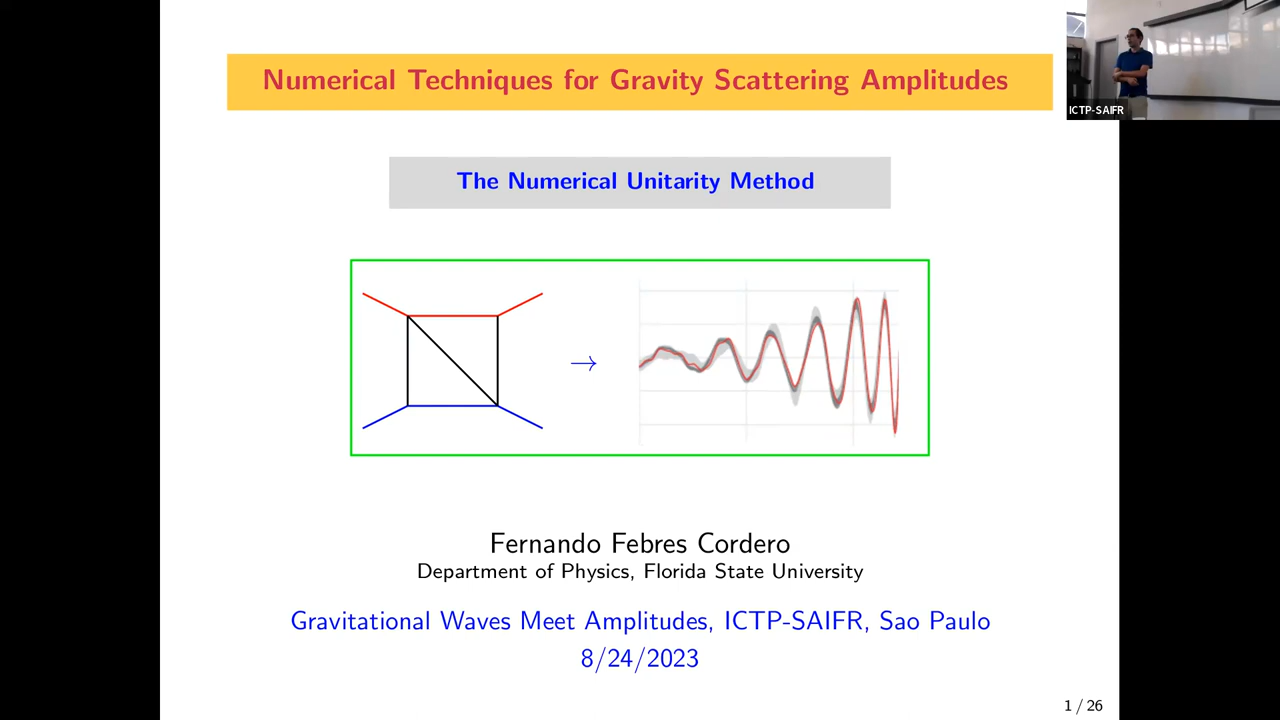 Numerical Techniques for Gravity Scattering Amplitudes
ICTP-SAIFR
The Numerical Unitarity Method
→
Fernando Febres Cordero
Department of Physics, Florida State University
Gravitational Waves Meet Amplitudes, ICTP-SAIFR, Sao Paulo
8/24/2023
1 / 26